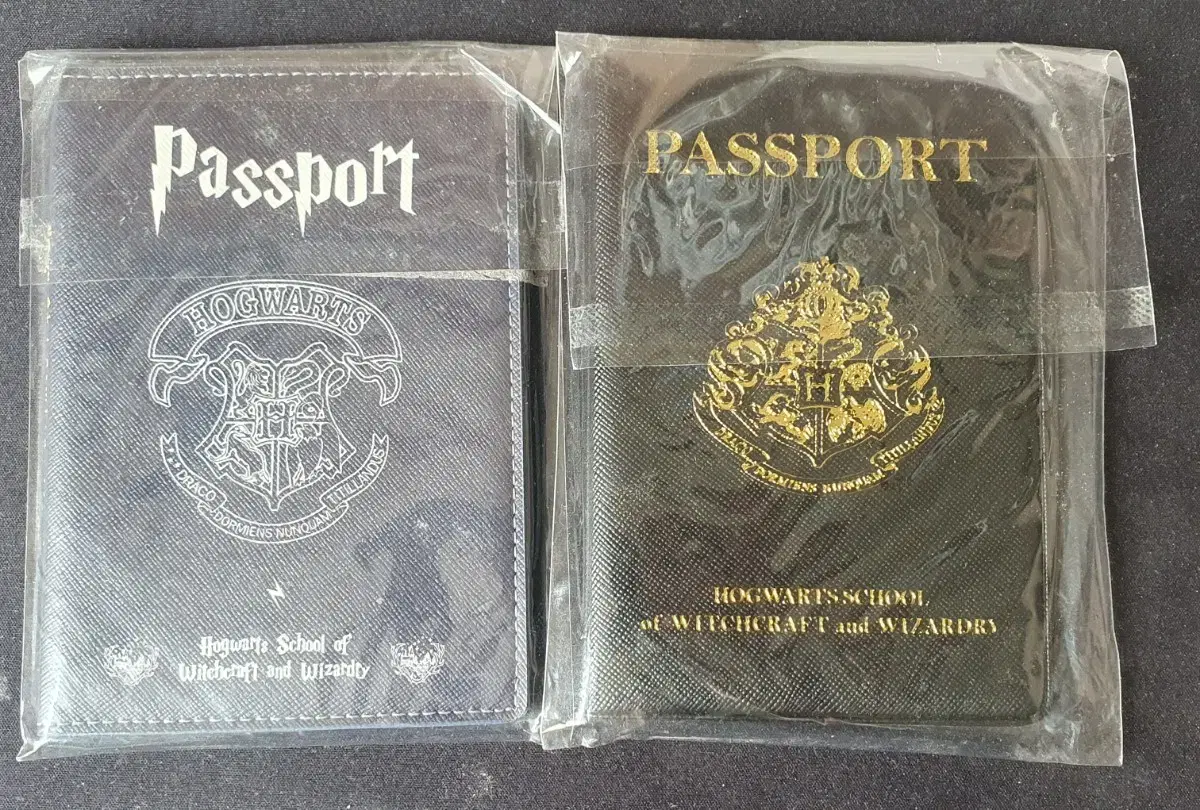 Passport
HOGWARTS
H
DRACO
DORMIENS NUNQUAM
TITILLANDUS
Hogwarts School of
Witchcraft and Wizardry
PASSPORT
H
DRACO
DORMIENS NUNQUAM
TITILLANDUS
HOGWARTS SCHOOL
of WITCHCRAFT and WIZARDRY